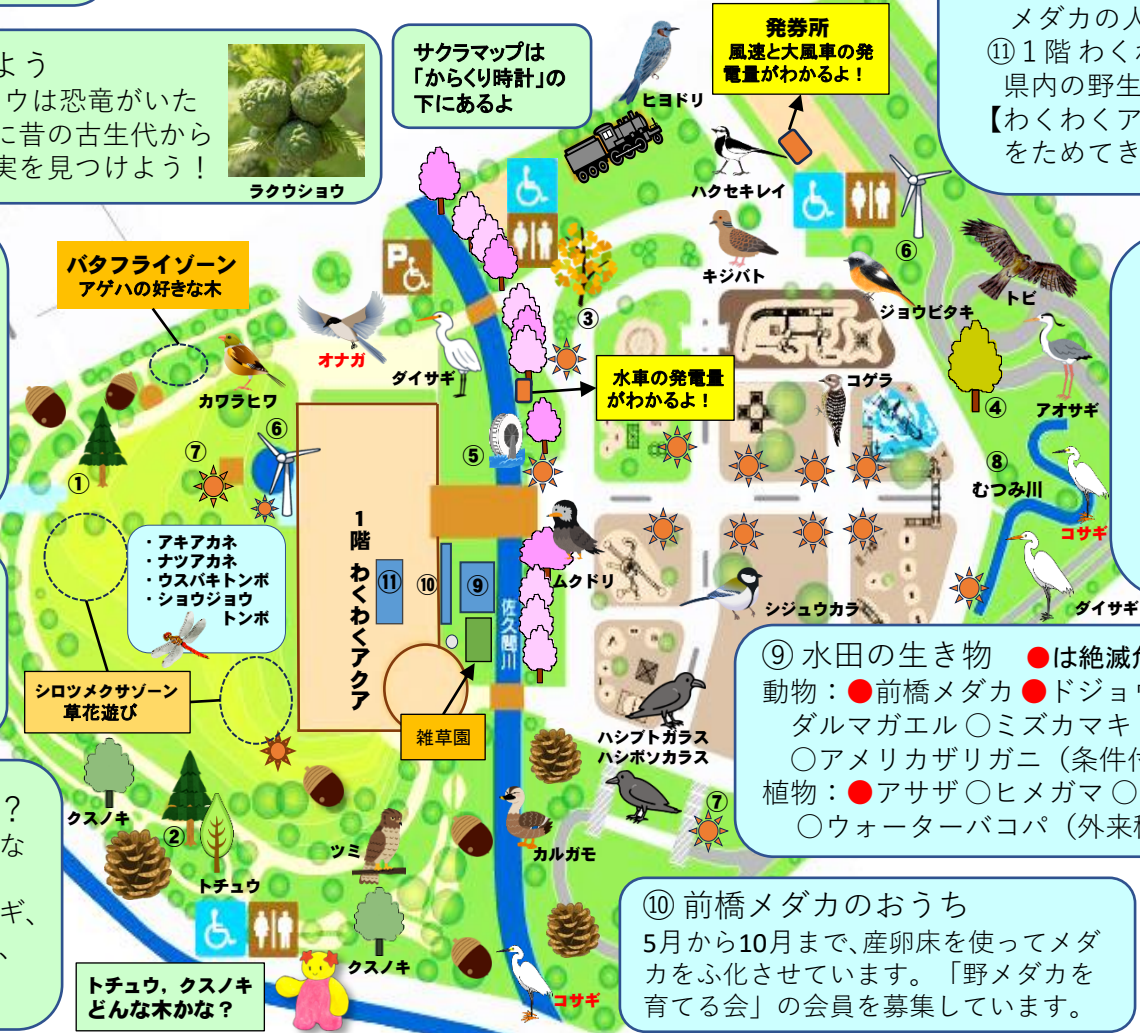 よう
ウは恐竜がいた
に昔の古生代から
実を見つけよう！
ラクウショウ
サクラマップは
「からくり時計」の
下にあるよ
発券所
風速と大風車の発
電量がわかるよ！
メダカの人
⑪１階 わく
県内の野生
【わくわくア
をためてき
ヒヨドリ
ハクセキレイ
キジバト
⑥
ジョウビタキ
トビ
バタフライゾーン
アゲハの好きな木
P
オナガ
③
ダイサギ
カワラヒワ
水車の発電量
がわかるよ！
コゲラ
④
アオサギ
①
⑦
⑥
⑤
⑧
むつみ川
コサギ
・アキアカネ
・ナツアカネ
・ウスバキトンボ
・ショウジョウ
トンボ
1階 わくわくアクア
⑪
⑩
⑨
佐久間川
ムクドリ
シジュウカラ
ダイサギ
シロツメクサゾーン
草花遊び
雑草園
⑨ 水田の生き物 ●は絶滅危
動物：●前橋メダカ ●ドジョウ
ダルマガエル ○ミズカマキ
○アメリカザリガニ（条件付
植物：●アサザ ○ヒメガマ ○
○ウォーターバコパ（外来種
ハシブトガラス
ハシボソカラス
？
な
ギ、
、
クスノキ
②
トチュウ
ツミ
カルガモ
⑦
クスノキ
コサギ
トチュウ，クスノキ
どんな木かな？
⑩ 前橋メダカのおうち
5月から10月まで、産卵床を使ってメダ
カをふ化させています。「野メダカを
育てる会」の会員を募集しています。